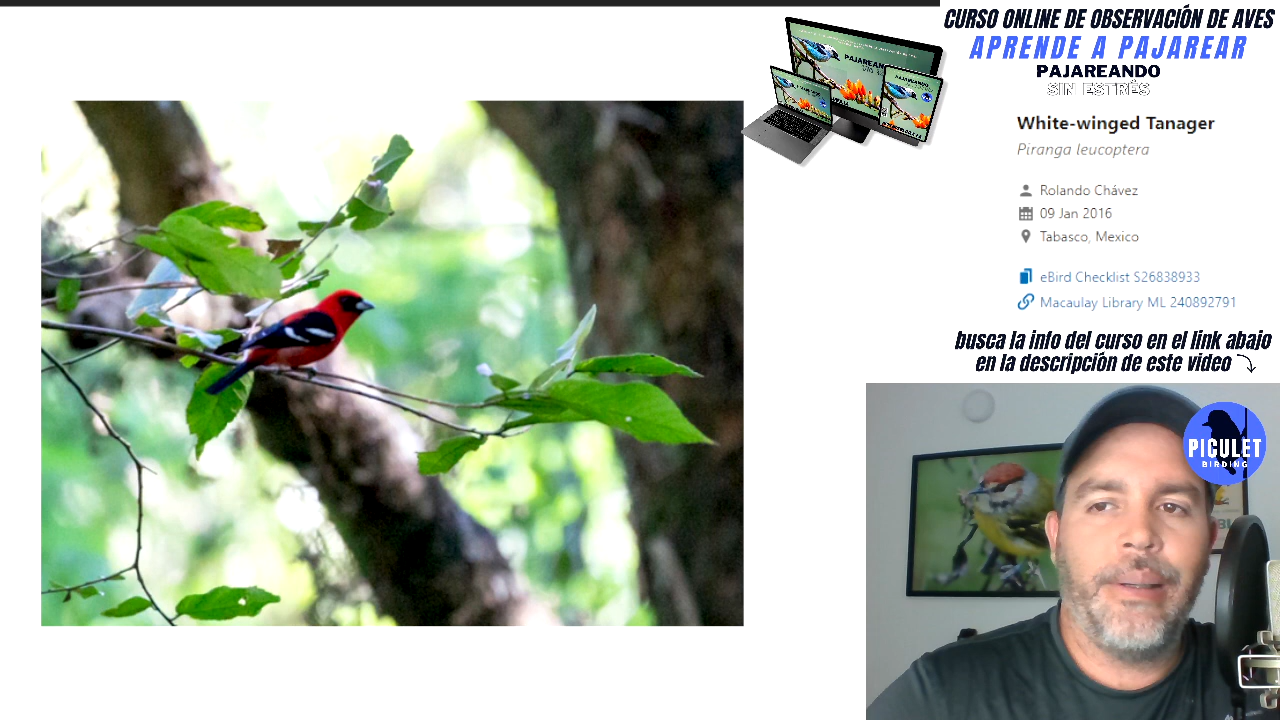 CURSO ONLINE DE OBSERVACIÓN DE AVES
APRENDE A PAJAREAR
PAJAREANDO
SIN ESTRÉS
White-winged Tanager
Piranga leucoptera
Rolando Chávez
09 Jan 2016
Tabasco, Mexico
eBird Checklist S26838933
Macaulay Library ML 240892791
busca la info del curso en el link abajo
en la descripción de este video
PICULET
BIRDING